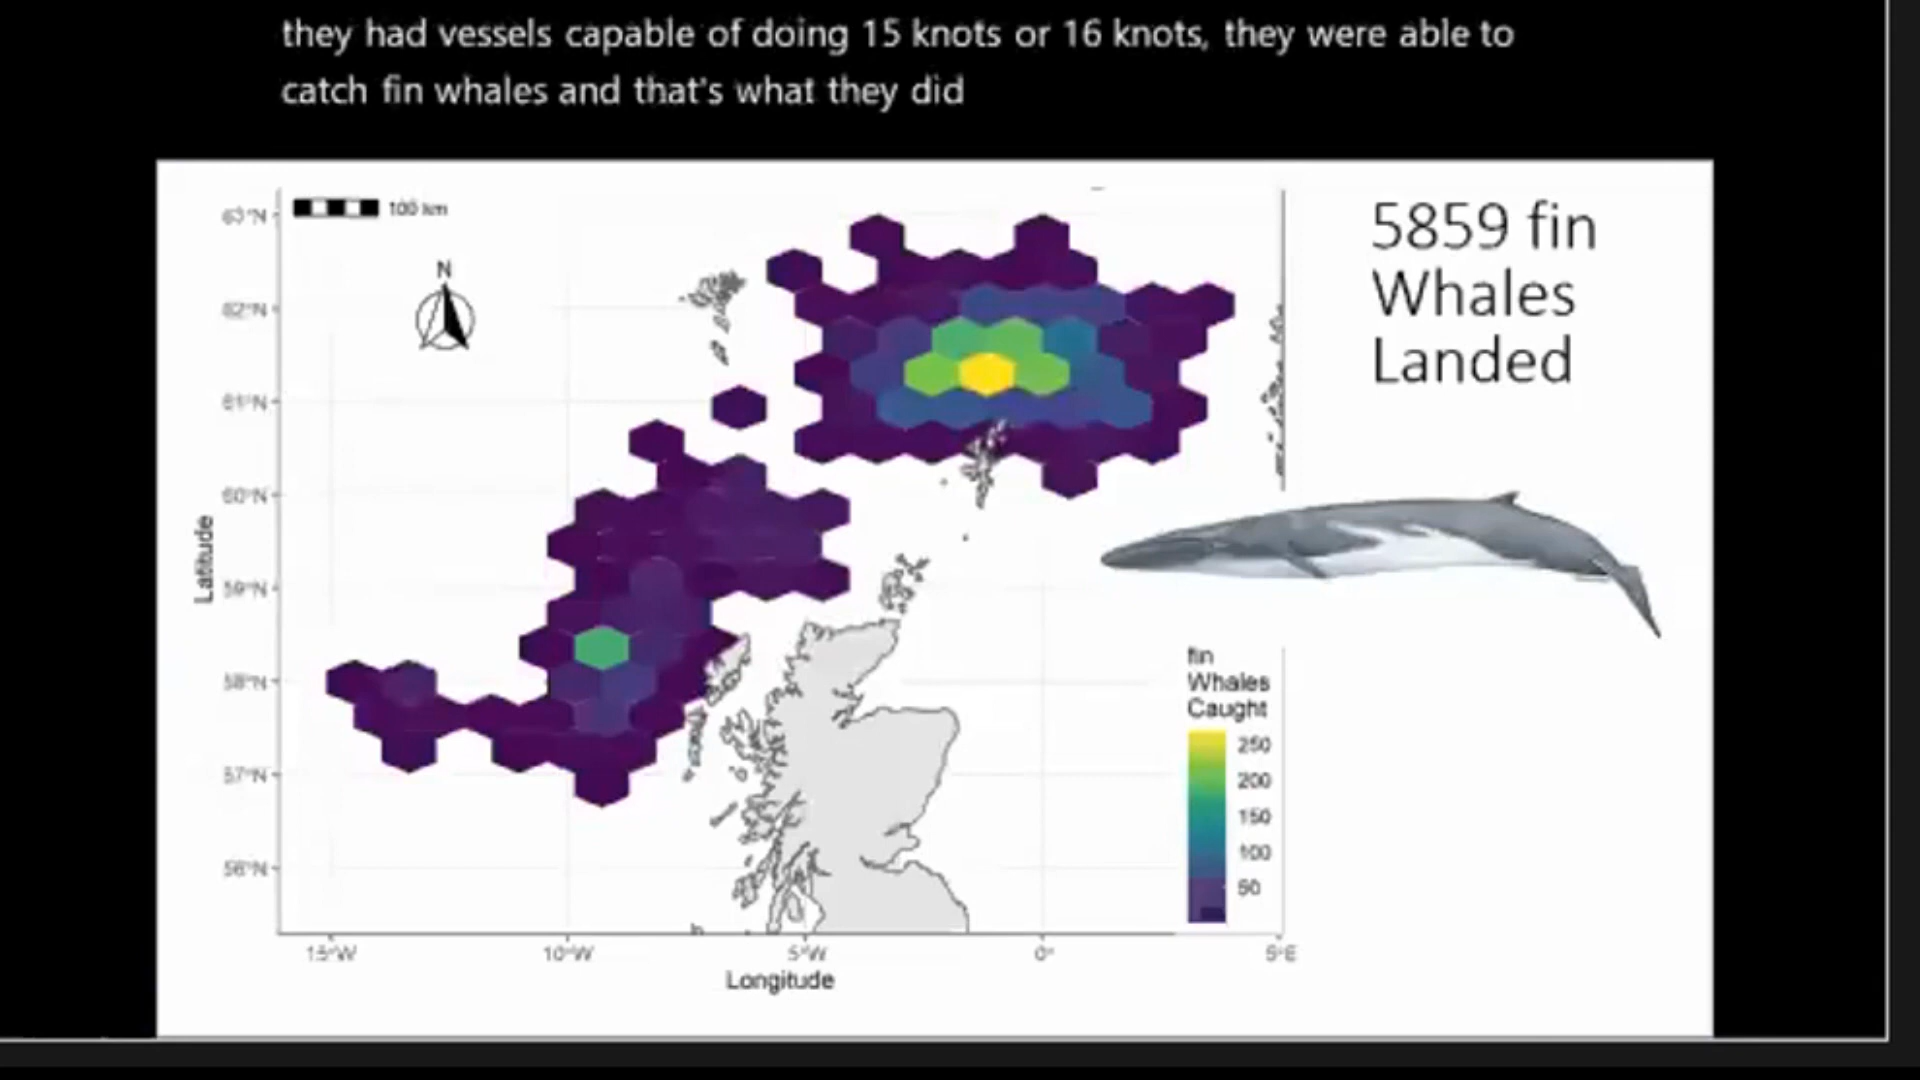 they had vessels capable of doing 15 knots or 16 knots, they were able to
catch fin whales and that's what they did
5859 fin
Whales
Landed
100 km
N
63°N
62°N
61°N
60°N
59°N
58°N
57°N
56°N
Latitude
15°W 10°W 5°W 0° 5°E
Longitude
fin
Whales
Caught
250
200
150
100
50